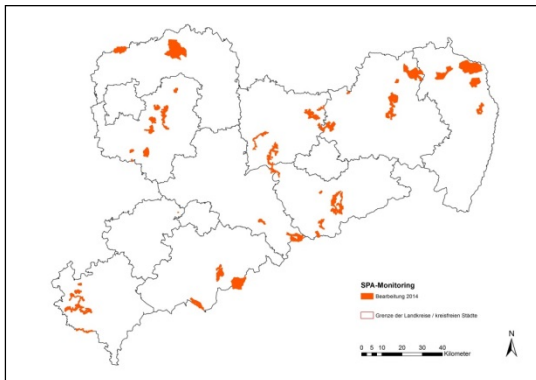 SPA-Monitoring
Bearbeitung 2014
Grenze der Landkreise / kreisfreien Städte
N
0 5 10 20 30 40
Kilometer